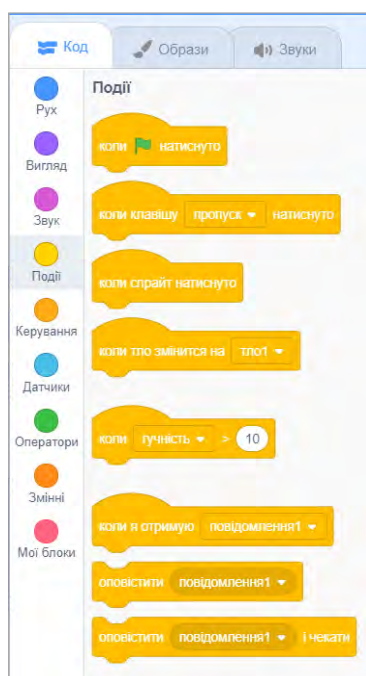 Код Образи Звуки
Рух
Вигляд
Звук
Події
Керування
Датчики
Оператори
Змінні
Мої блоки
Події
коли натиснуто
коли клавішу пропуск натиснуто
коли спрайт натиснуто
коли тло зміниться на тло1
коли гучність > 10
коли я отримую повідомлення1
оповістити повідомлення1
оповістити повідомлення1 і чекати